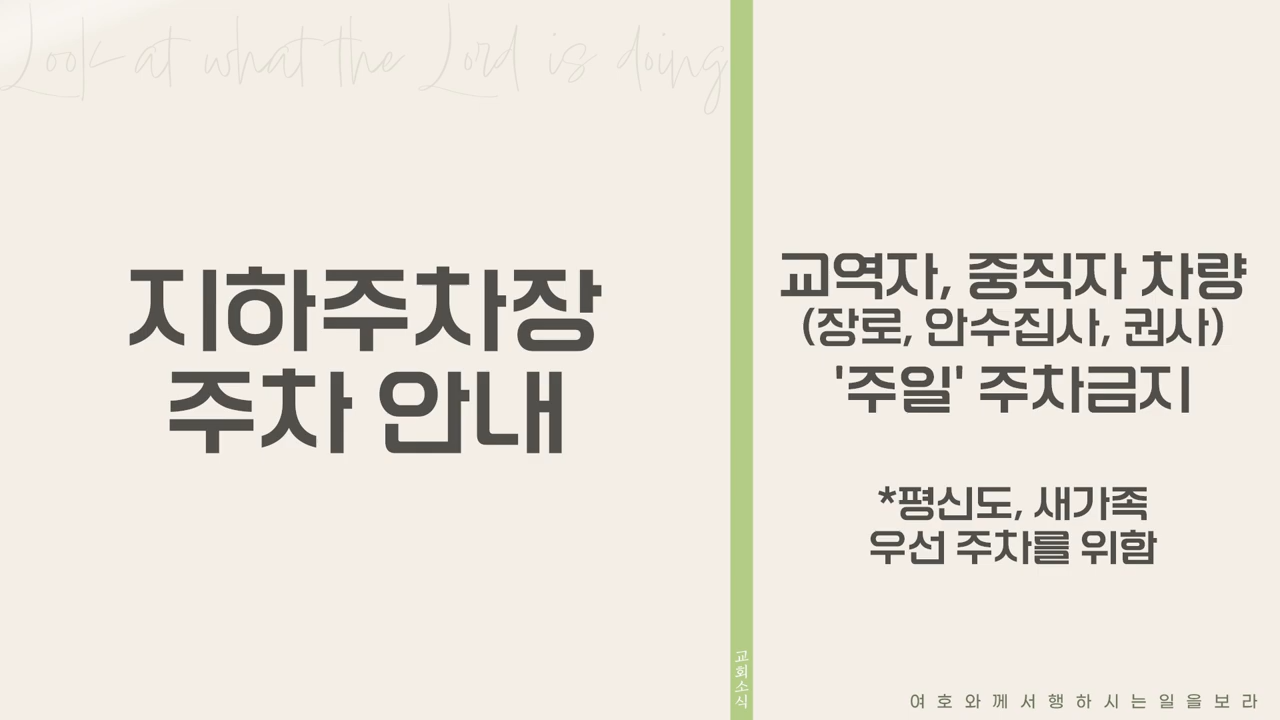 Look at what the Lord is doing
지하주차장
주차 안내
교역자, 중직자 차량
(장로, 안수집사, 권사)
'주일' 주차금지
*평신도, 새가족
우선 주차를 위함
교회소식
여호와께서행하시는일을보라